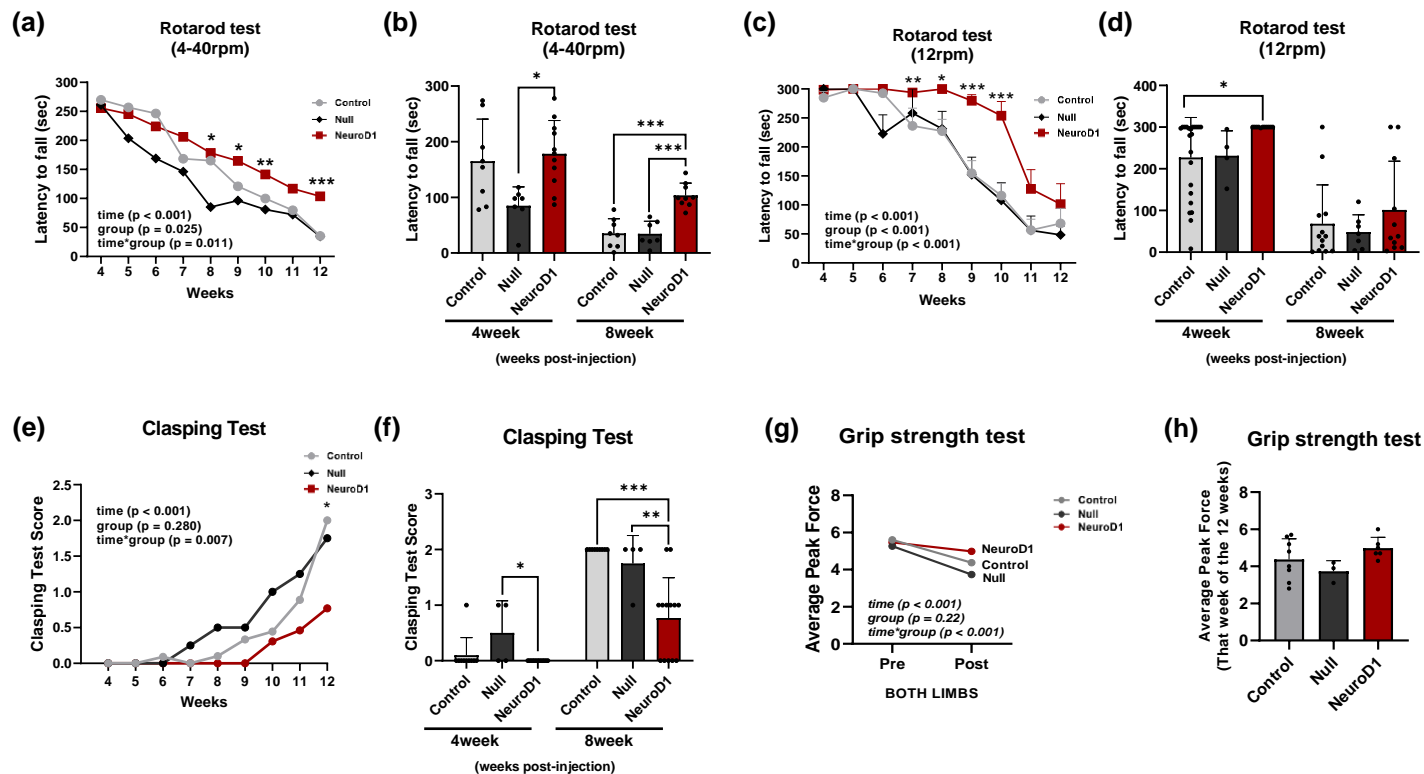 (a)
Rotarod test
(4-40rpm)
Latency to fall (sec)
300
250
200
150
100
50
0
Control
Null
NeuroD1
*
*
**
***
time (p < 0.001)
group (p = 0.025)
time*group (p = 0.011)
4 5 6 7 8 9 10 11 12
Weeks
(b)
Rotarod test
(4-40rpm)
Latency to fall (sec)
300
200
100
0
*
***
***
Control Null NeuroD1 Control Null NeuroD1
4week 8week
(weeks post-injection)
(c)
Rotarod test
(12rpm)
Latency to fall (sec)
300
250
200
150
100
50
300
** * *** ***
Control
Null
NeuroD1
time (p < 0.001)
group (p < 0.001)
time*group (p < 0.001)
4 5 6 7 8 9 10 11 12
Weeks
(d)
Rotarod test
(12rpm)
Latency to fall (sec)
400
300
200
100
0
*
Control Null NeuroD1 Control Null NeuroD1
4week 8week
(weeks post-injection)
(e)
Clasping Test
Control
Null
NeuroD1
*
Clasping Test Score
2.5
2.0
1.5
1.0
0.5
0.0
time (p < 0.001)
group (p = 0.280)
time*group (p = 0.007)
4 5 6 7 8 9 10 11 12
Weeks
(f)
Clasping Test
Clasping Test Score
3
2
1
0
*
***
**
Control Null NeuroD1 Control Null NeuroD1
4week 8week
(weeks post-injection)
(g)
Grip strength test
Average Peak Force
8
6
4
2
0
Control
Null
NeuroD1
NeuroD1
Control
Null
time (p < 0.001)
group (p = 0.22)
time*group (p < 0.001)
Pre Post
BOTH LIMBS
(h)
Grip strength test
Average Peak Force
(That week of the 12 weeks)
8
6
4
2
0
Control Null NeuroD1